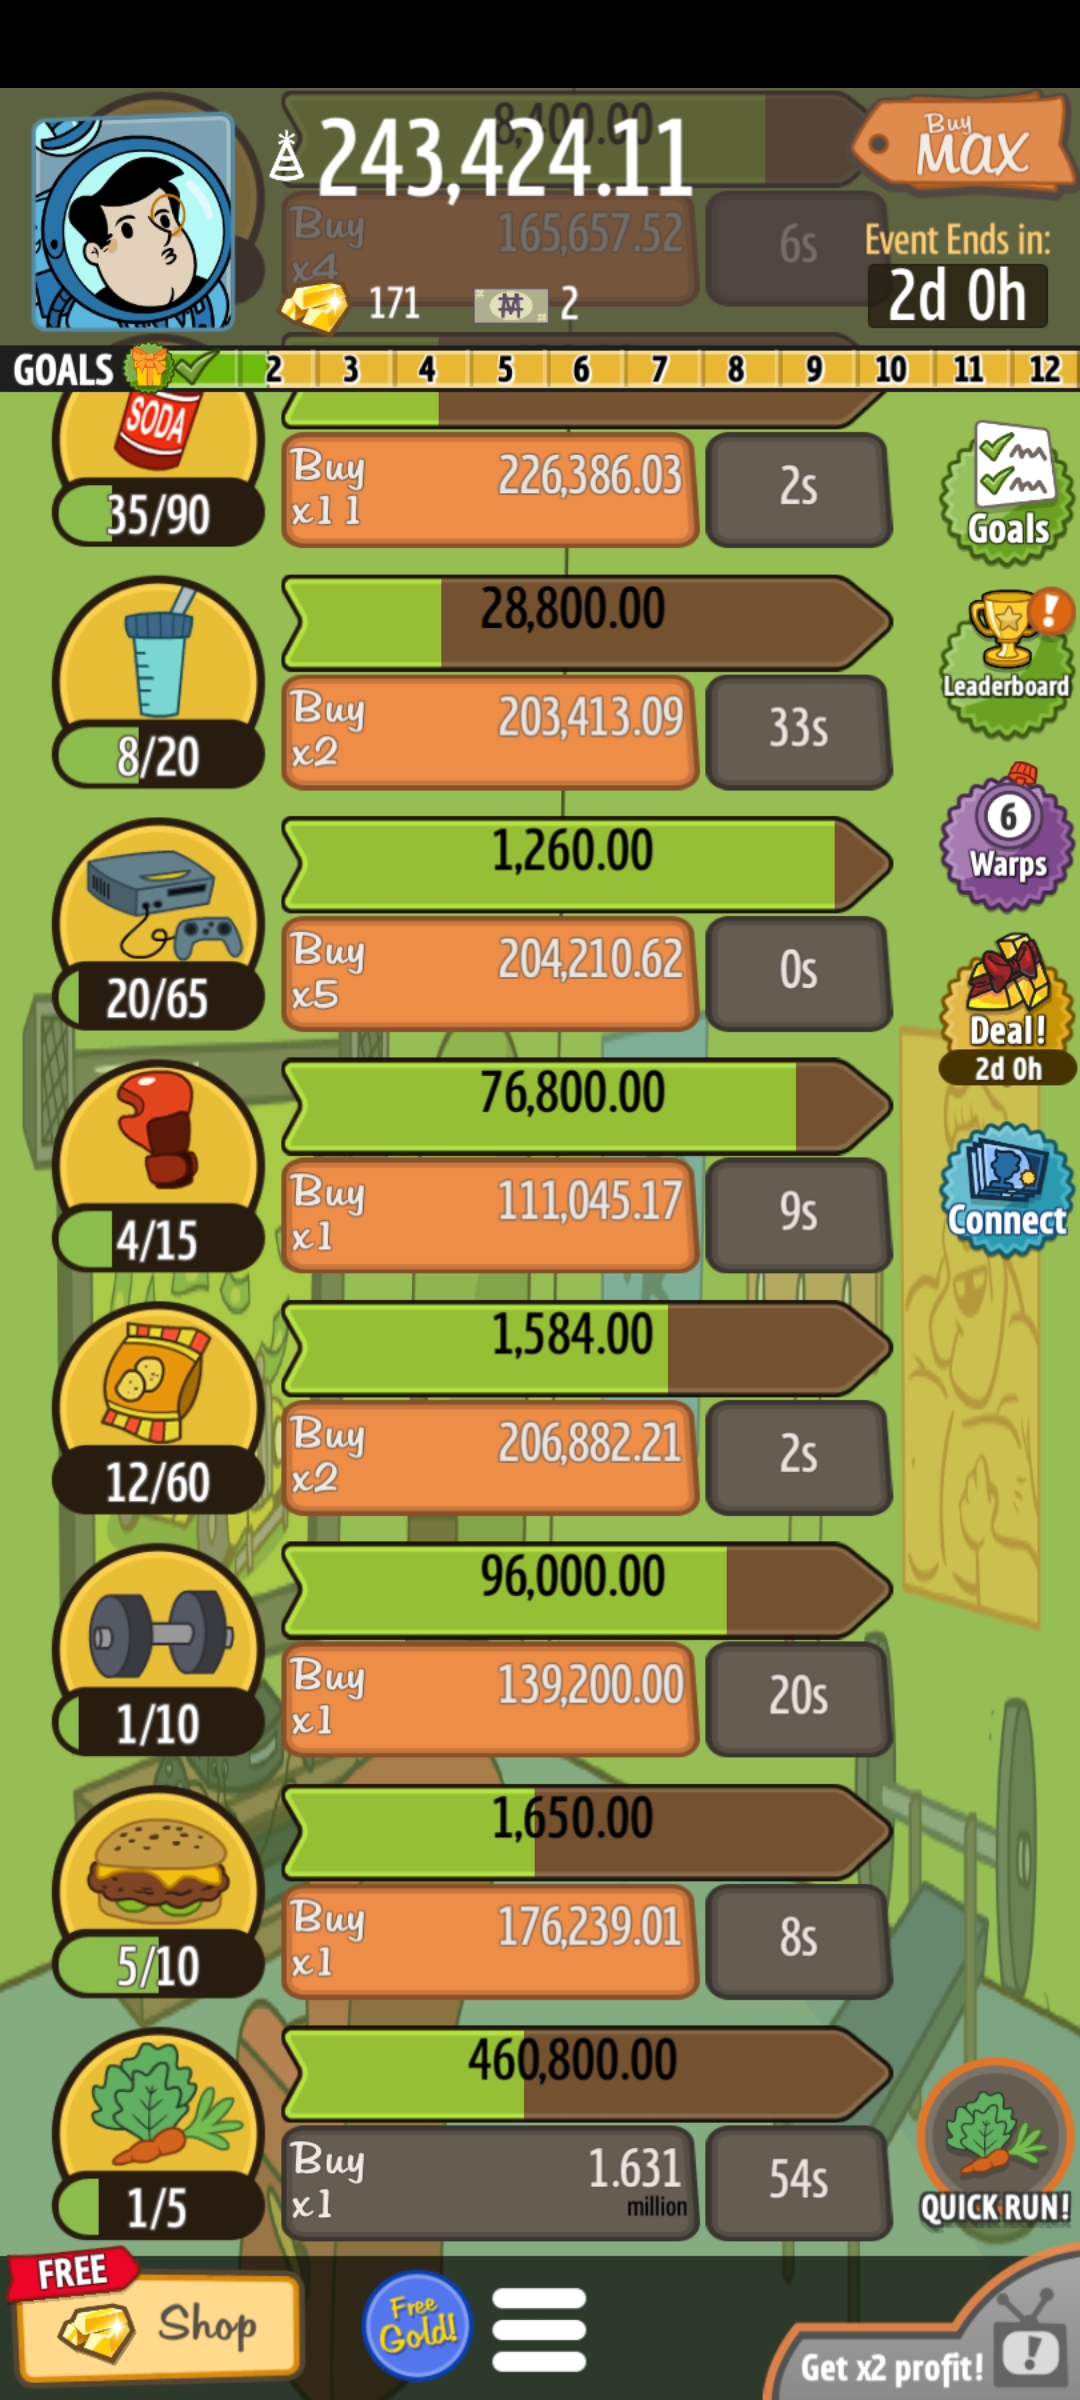 8,400.00
243,424.11
Buy
MAX
Buy
x4
165,657.52
6s
Event Ends in:
2d 0h
171
2
GOALS 2 3 4 5 6 7 8 9 10 11 12
SODA
35/90
Buy
x11
226,386.03
2s
Goals
28,800.00
8/20
Buy
x2
203,413.09
33s
!
Leaderboard
1,260.00
20/65
Buy
x5
204,210.62
0s
6
Warps
Deal!
2d 0h
76,800.00
4/15
Buy
x1
111,045.17
9s
Connect
1,584.00
12/60
Buy
x2
206,882.21
2s
96,000.00
1/10
Buy
x1
139,200.00
20s
1,650.00
5/10
Buy
x1
176,239.01
8s
460,800.00
1/5
Buy
x1
1.631
million
54s
QUICK RUN!
FREE
Shop
Free
Gold!
Get x2 profit!
!